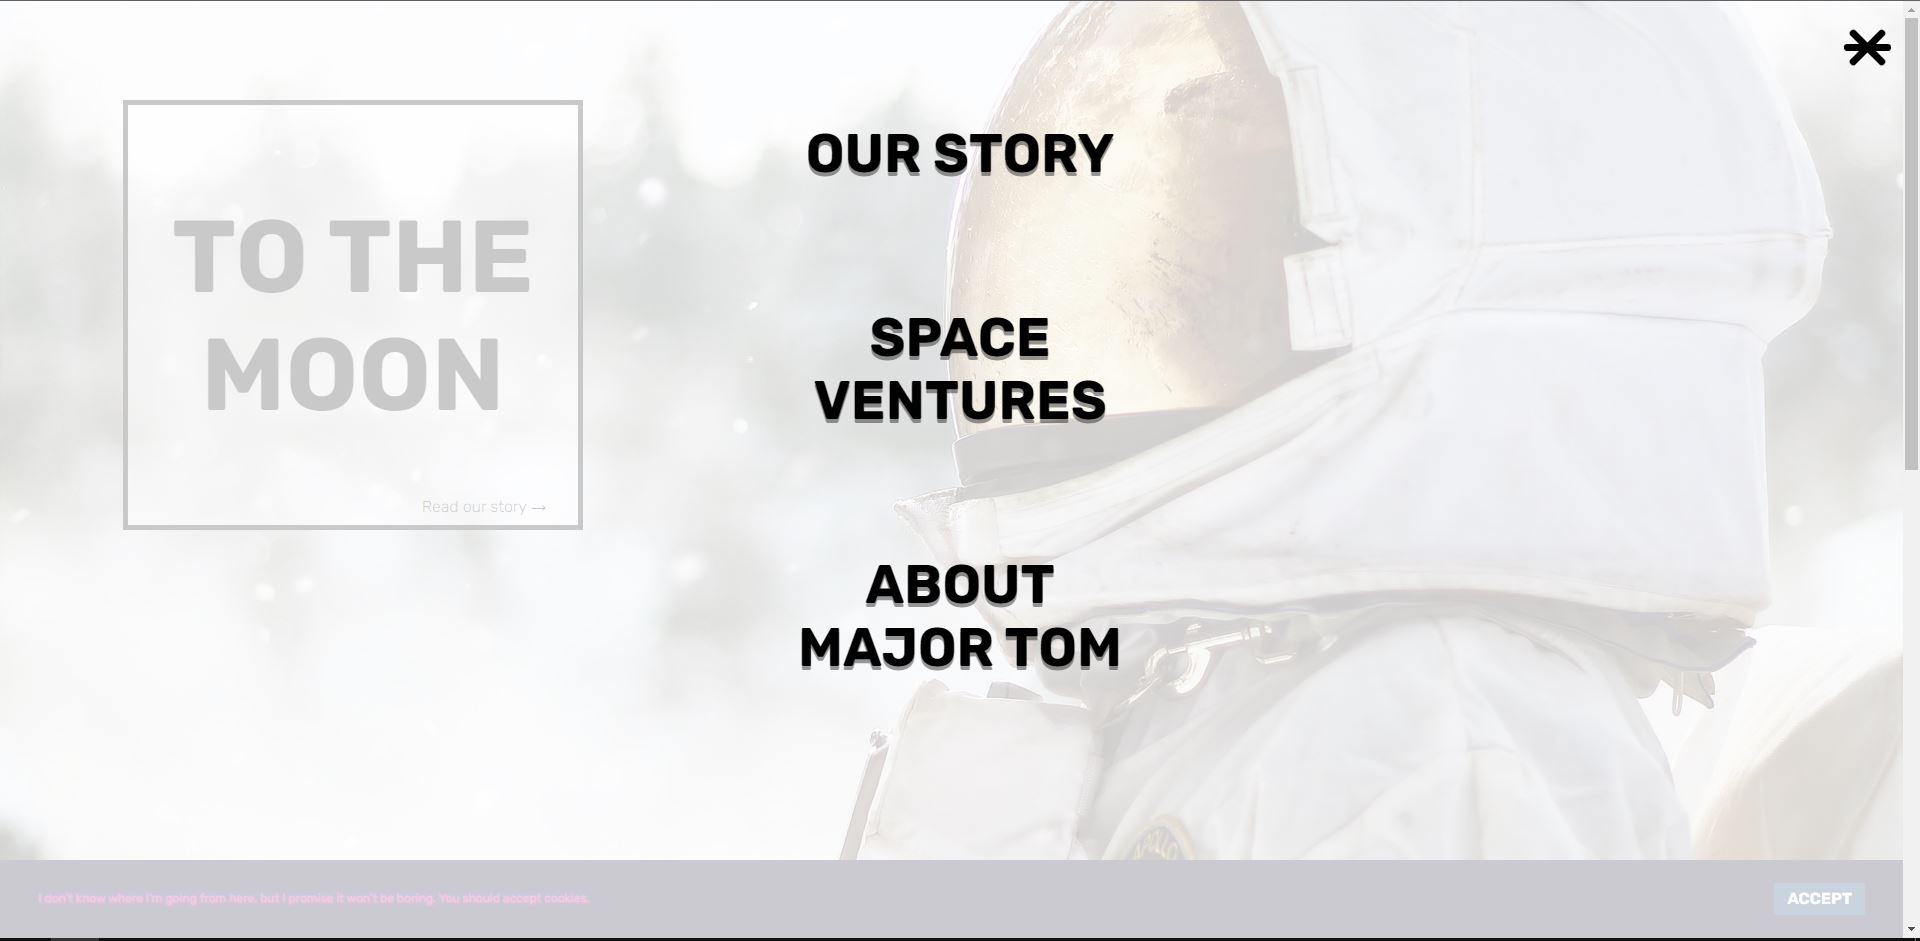 OUR STORY
TO THE
MOON
SPACE
VENTURES
Read our story →
ABOUT
MAJOR TOM
I don't know where I'm going from here, but I promise it won't be boring. You should accept cookies.
ACCEPT